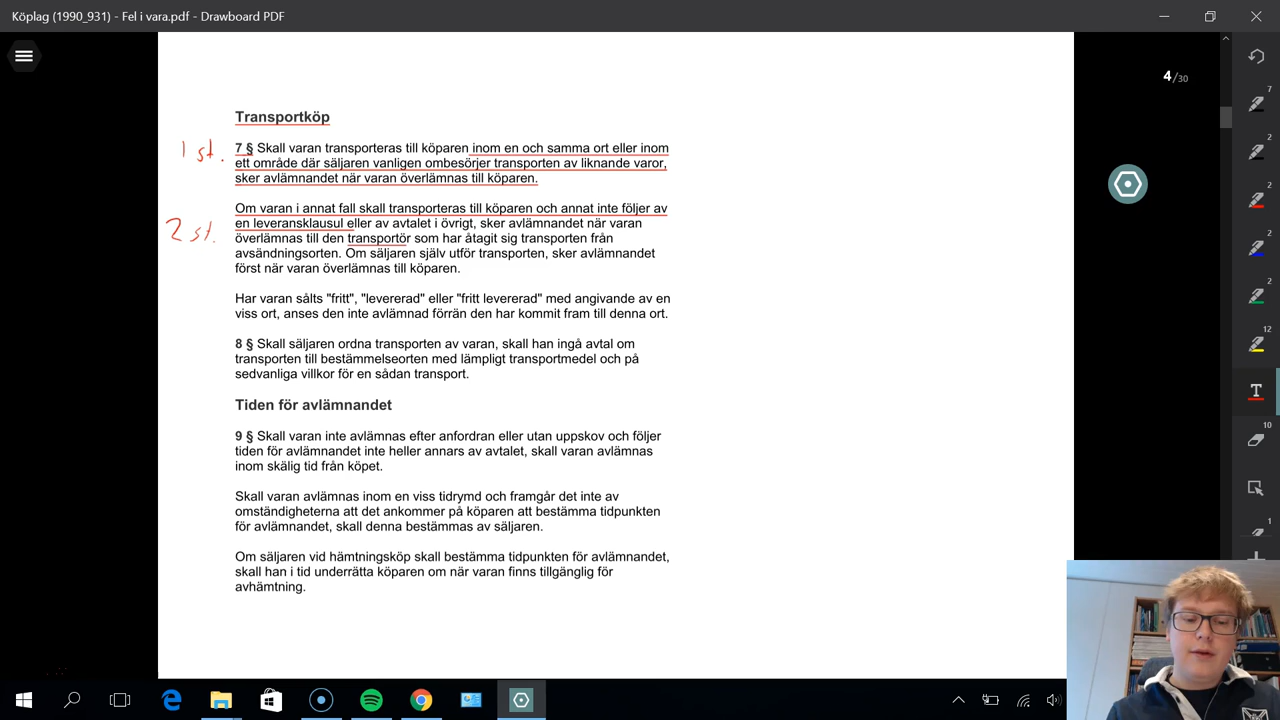 Köplag (1990_931) - Fel i vara.pdf - Drawboard PDF
4/30
Transportköp
1 st.
7 § Skall varan transporteras till köparen inom en och samma ort eller inom
ett område där säljaren vanligen ombesörjer transporten av liknande varor,
sker avlämnandet när varan överlämnas till köparen.
2 st.
Om varan i annat fall skall transporteras till köparen och annat inte följer av
en leveransklausul eller av avtalet i övrigt, sker avlämnandet när varan
överlämnas till den transportör som har åtagit sig transporten från
avsändningsorten. Om säljaren själv utför transporten, sker avlämnandet
först när varan överlämnas till köparen.
Har varan sålts "fritt", "levererad" eller "fritt levererad" med angivande av en
viss ort, anses den inte avlämnad förrän den har kommit fram till denna ort.
8 § Skall säljaren ordna transporten av varan, skall han ingå avtal om
transporten till bestämmelseorten med lämpligt transportmedel och på
sedvanliga villkor för en sådan transport.
Tiden för avlämnandet
9 § Skall varan inte avlämnas efter anfordran eller utan uppskov och följer
tiden för avlämnandet inte heller annars av avtalet, skall varan avlämnas
inom skälig tid från köpet.
Skall varan avlämnas inom en viss tidrymd och framgår det inte av
omständigheterna att det ankommer på köparen att bestämma tidpunkten
för avlämnandet, skall denna bestämmas av säljaren.
Om säljaren vid hämtningsköp skall bestämma tidpunkten för avlämnandet,
skall han i tid underrätta köparen om när varan finns tillgänglig för
avhämtning.
7
2
2
2
2
12
T
10
1